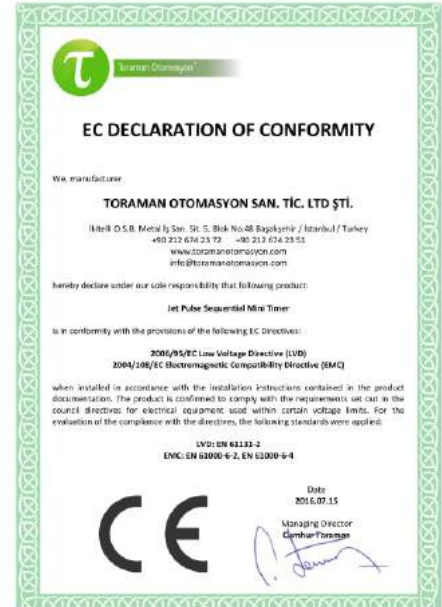 Toraman Otomasyon
EC DECLARATION OF CONFORMITY
We, manufacturer
TORAMAN OTOMASYON SAN. TİC. LTD ŞTİ.
İkitelli O.S.B. Metal İş San. Sit. 5. Blok No:48 Başakşehir / İstanbul / Turkey
+90 212 674 23 72 +90 212 674 23 51
www.toramanotomasyon.com
info@toramanotomasyon.com
hereby declare under our sole responsibility that following product:
Jet Pulse Sequential Mini Timer
is in conformity with the provisions of the following EC Directives:
2006/95/EC Low Voltage Directive (LVD)
2004/108/EC Electromagnetic Compatibility Directive (EMC)
when installed in accordance with the installation instructions contained in the product
documentation. The product is confirmed to comply with the requirements set out in the
council directives for electrical equipment used within certain voltage limits. For the
evaluation of the compliance with the directives, the following standards were applied:
LVD: EN 61131-2
EMC: EN 61000-6-2, EN 61000-6-4
CE
Date
2016.07.15
Managing Director
Cumhur Toraman